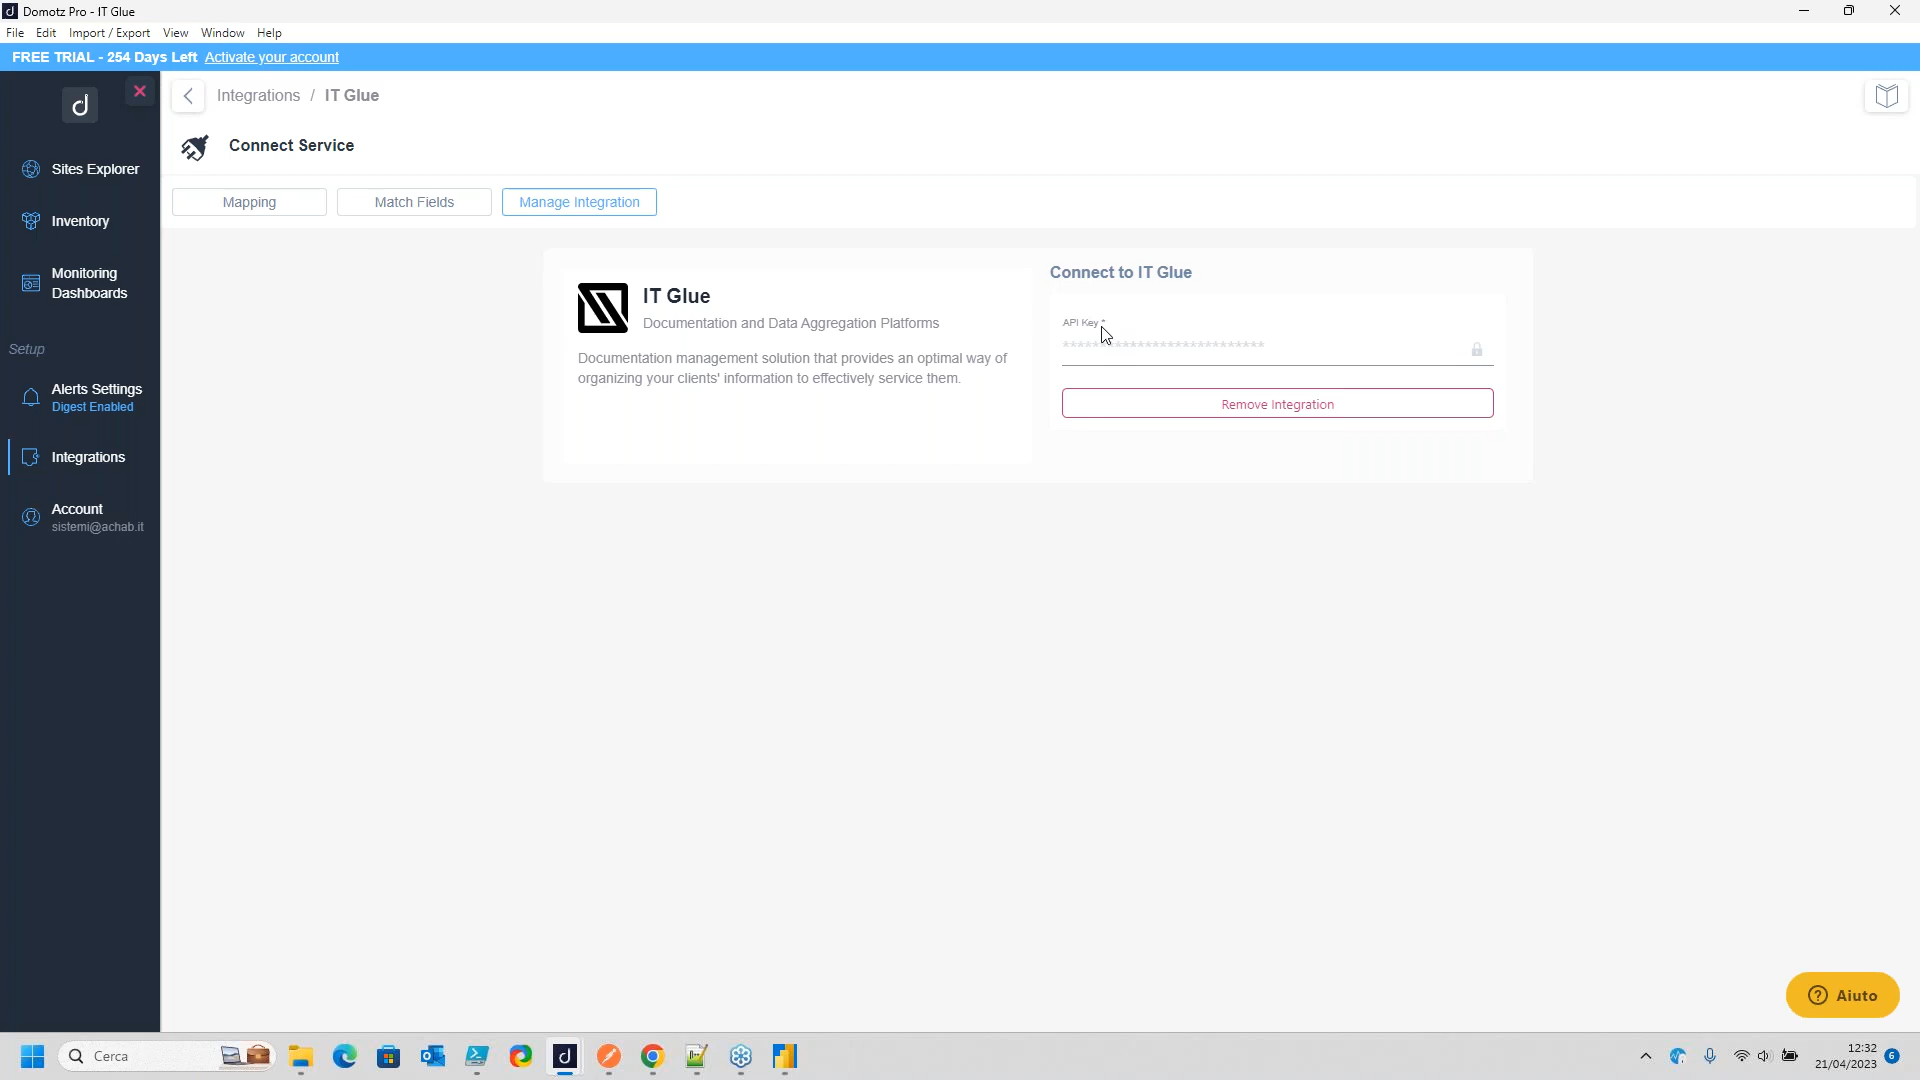 Domotz Pro - IT Glue
File Edit Import / Export View Window Help
FREE TRIAL - 254 Days Left Activate your account
Integrations / IT Glue
Connect Service
Sites Explorer
Inventory
Monitoring
Dashboards
Setup
Alerts Settings
Digest Enabled
Integrations
Account
sistemi@achab.it
Mapping Match Fields Manage Integration
IT Glue
Documentation and Data Aggregation Platforms
Documentation management solution that provides an optimal way of
organizing your clients' information to effectively service them.
Connect to IT Glue
API Key *
***************************
Remove Integration
Aiuto
Cerca
12:32
21/04/2023
6